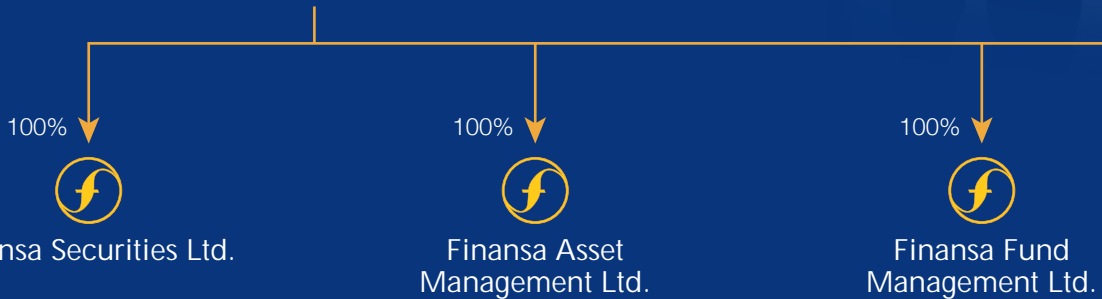 100%
100%
100%
nsa Securities Ltd.
Finansa Asset
Management Ltd.
Finansa Fund
Management Ltd.